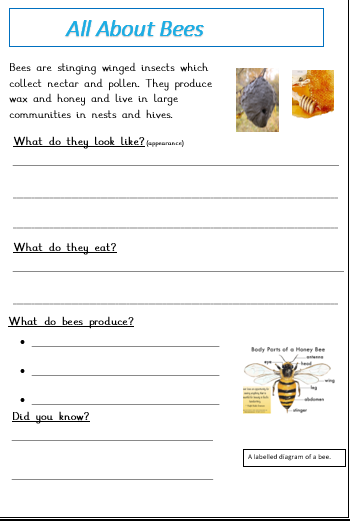 All About Bees
Bees are stinging winged insects which
collect nectar and pollen. They produce
wax and honey and live in large
communities in nests and hives.
What do they look like? (appearance)
What do they eat?
What do bees produce?
Did you know?
Body Parts of a Honey Bee
antenna
eye
head
wing
leg
abdomen
stinger
A labelled diagram of a bee.